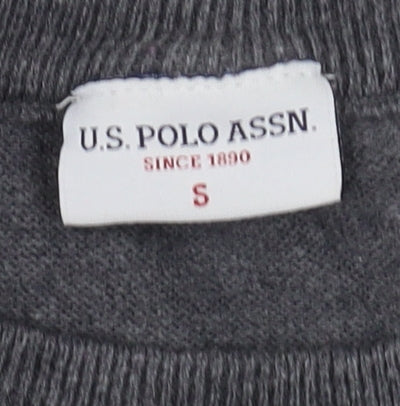 U.S. POLO ASSN.
SINCE 1890
S